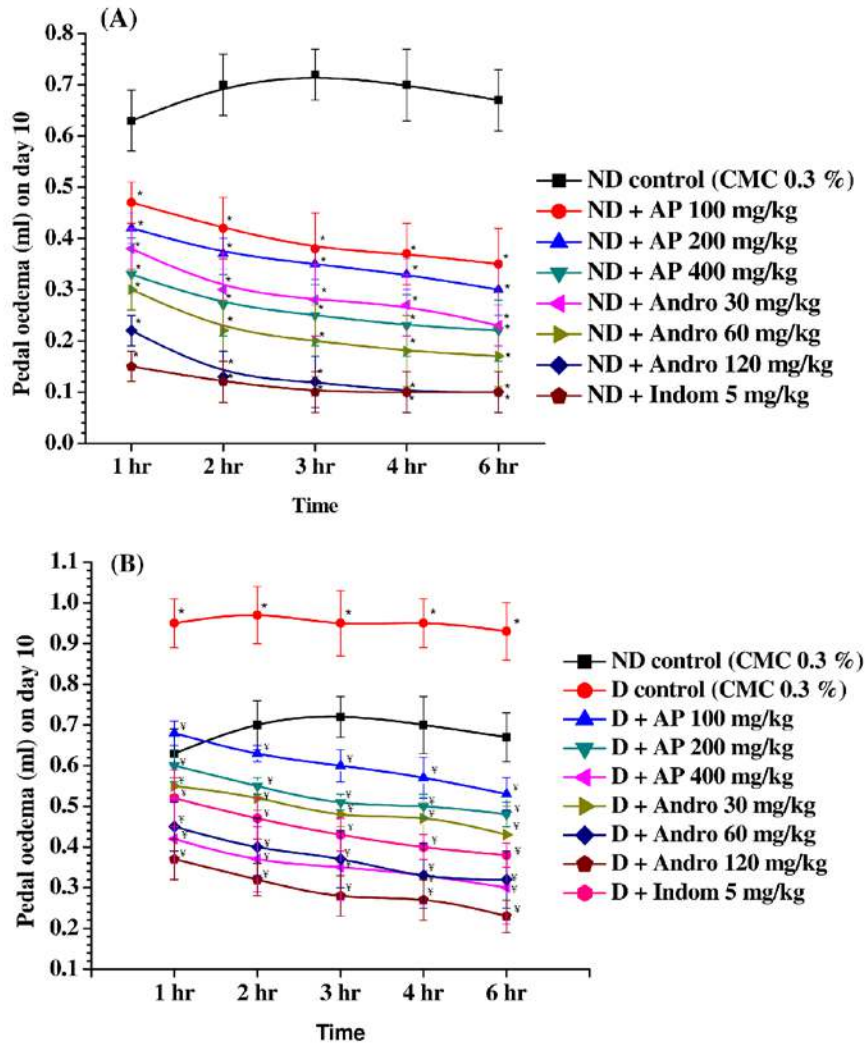 (A)
Pedal oedema (ml) on day 10
0.8
0.7
0.6
0.5
0.4
0.3
0.2
0.1
0.0
1 hr 2 hr 3 hr 4 hr 6 hr
Time
ND control (CMC 0.3 %)
ND + AP 100 mg/kg
ND + AP 200 mg/kg
ND + AP 400 mg/kg
ND + Andro 30 mg/kg
ND + Andro 60 mg/kg
ND + Andro 120 mg/kg
ND + Indom 5 mg/kg
(B)
Pedal oedema (ml) on day 10
1.1
1.0
0.9
0.8
0.7
0.6
0.5
0.4
0.3
0.2
0.1
1 hr 2 hr 3 hr 4 hr 6 hr
Time
ND control (CMC 0.3 %)
D control (CMC 0.3 %)
D + AP 100 mg/kg
D + AP 200 mg/kg
D + AP 400 mg/kg
D + Andro 30 mg/kg
D + Andro 60 mg/kg
D + Andro 120 mg/kg
D + Indom 5 mg/kg